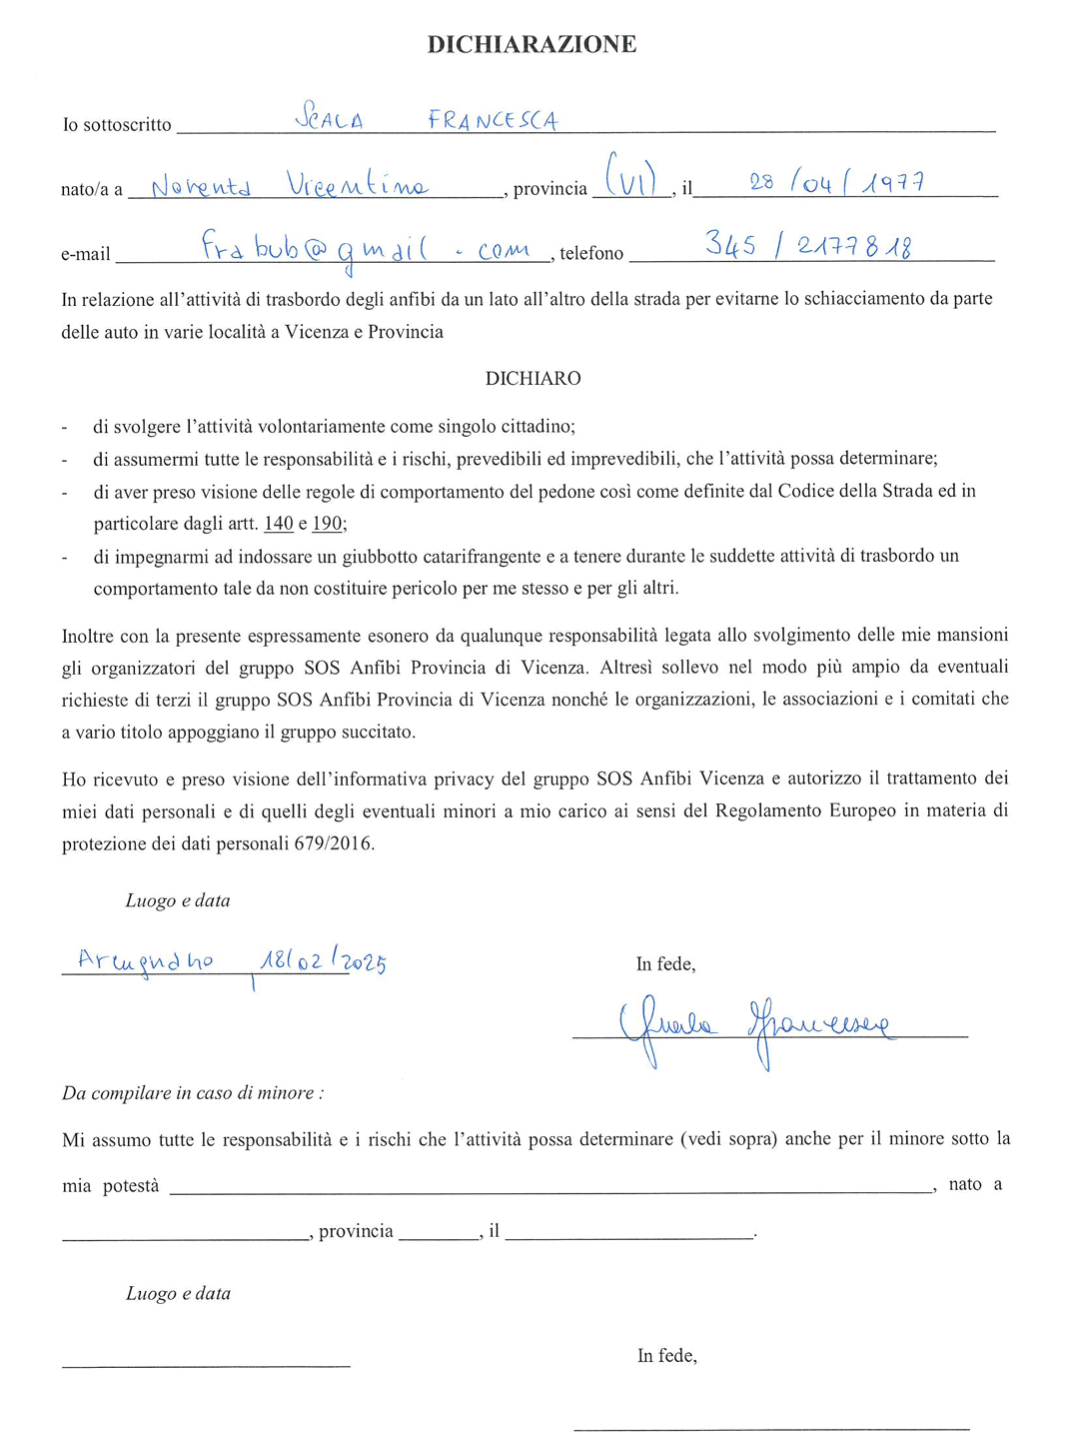 DICHIARAZIONE
Io sottoscritto SCALA FRANCESCA
nato/a a Noventa Vicentina, provincia (VI), il 28/04/1977
e-mail frabub@gmail.com, telefono 345/2177818
In relazione all'attività di trasbordo degli anfibi da un lato all'altro della strada per evitarne lo schiacciamento da parte
delle auto in varie località a Vicenza e Provincia
DICHIARO
- di svolgere l'attività volontariamente come singolo cittadino;
- di assumermi tutte le responsabilità e i rischi, prevedibili ed imprevedibili, che l'attività possa determinare;
- di aver preso visione delle regole di comportamento del pedone così come definite dal Codice della Strada ed in
particolare dagli artt. 140 e 190;
- di impegnarmi ad indossare un giubbotto catarifrangente e a tenere durante le suddette attività di trasbordo un
comportamento tale da non costituire pericolo per me stesso e per gli altri.
Inoltre con la presente espressamente esonero da qualunque responsabilità legata allo svolgimento delle mie mansioni
gli organizzatori del gruppo SOS Anfibi Provincia di Vicenza. Altresì sollevo nel modo più ampio da eventuali
richieste di terzi il gruppo SOS Anfibi Provincia di Vicenza nonché le organizzazioni, le associazioni e i comitati che
a vario titolo appoggiano il gruppo succitato.
Ho ricevuto e preso visione dell'informativa privacy del gruppo SOS Anfibi Vicenza e autorizzo il trattamento dei
miei dati personali e di quelli degli eventuali minori a mio carico ai sensi del Regolamento Europeo in materia di
protezione dei dati personali 679/2016.
Luogo e data
Arcugnano, 18/02/2025
In fede,
Scala Francesca
Da compilare in caso di minore :
Mi assumo tutte le responsabilità e i rischi che l'attività possa determinare (vedi sopra) anche per il minore sotto la
mia potestà ____, nato a
____, provincia ____, il ____.
Luogo e data
In fede,